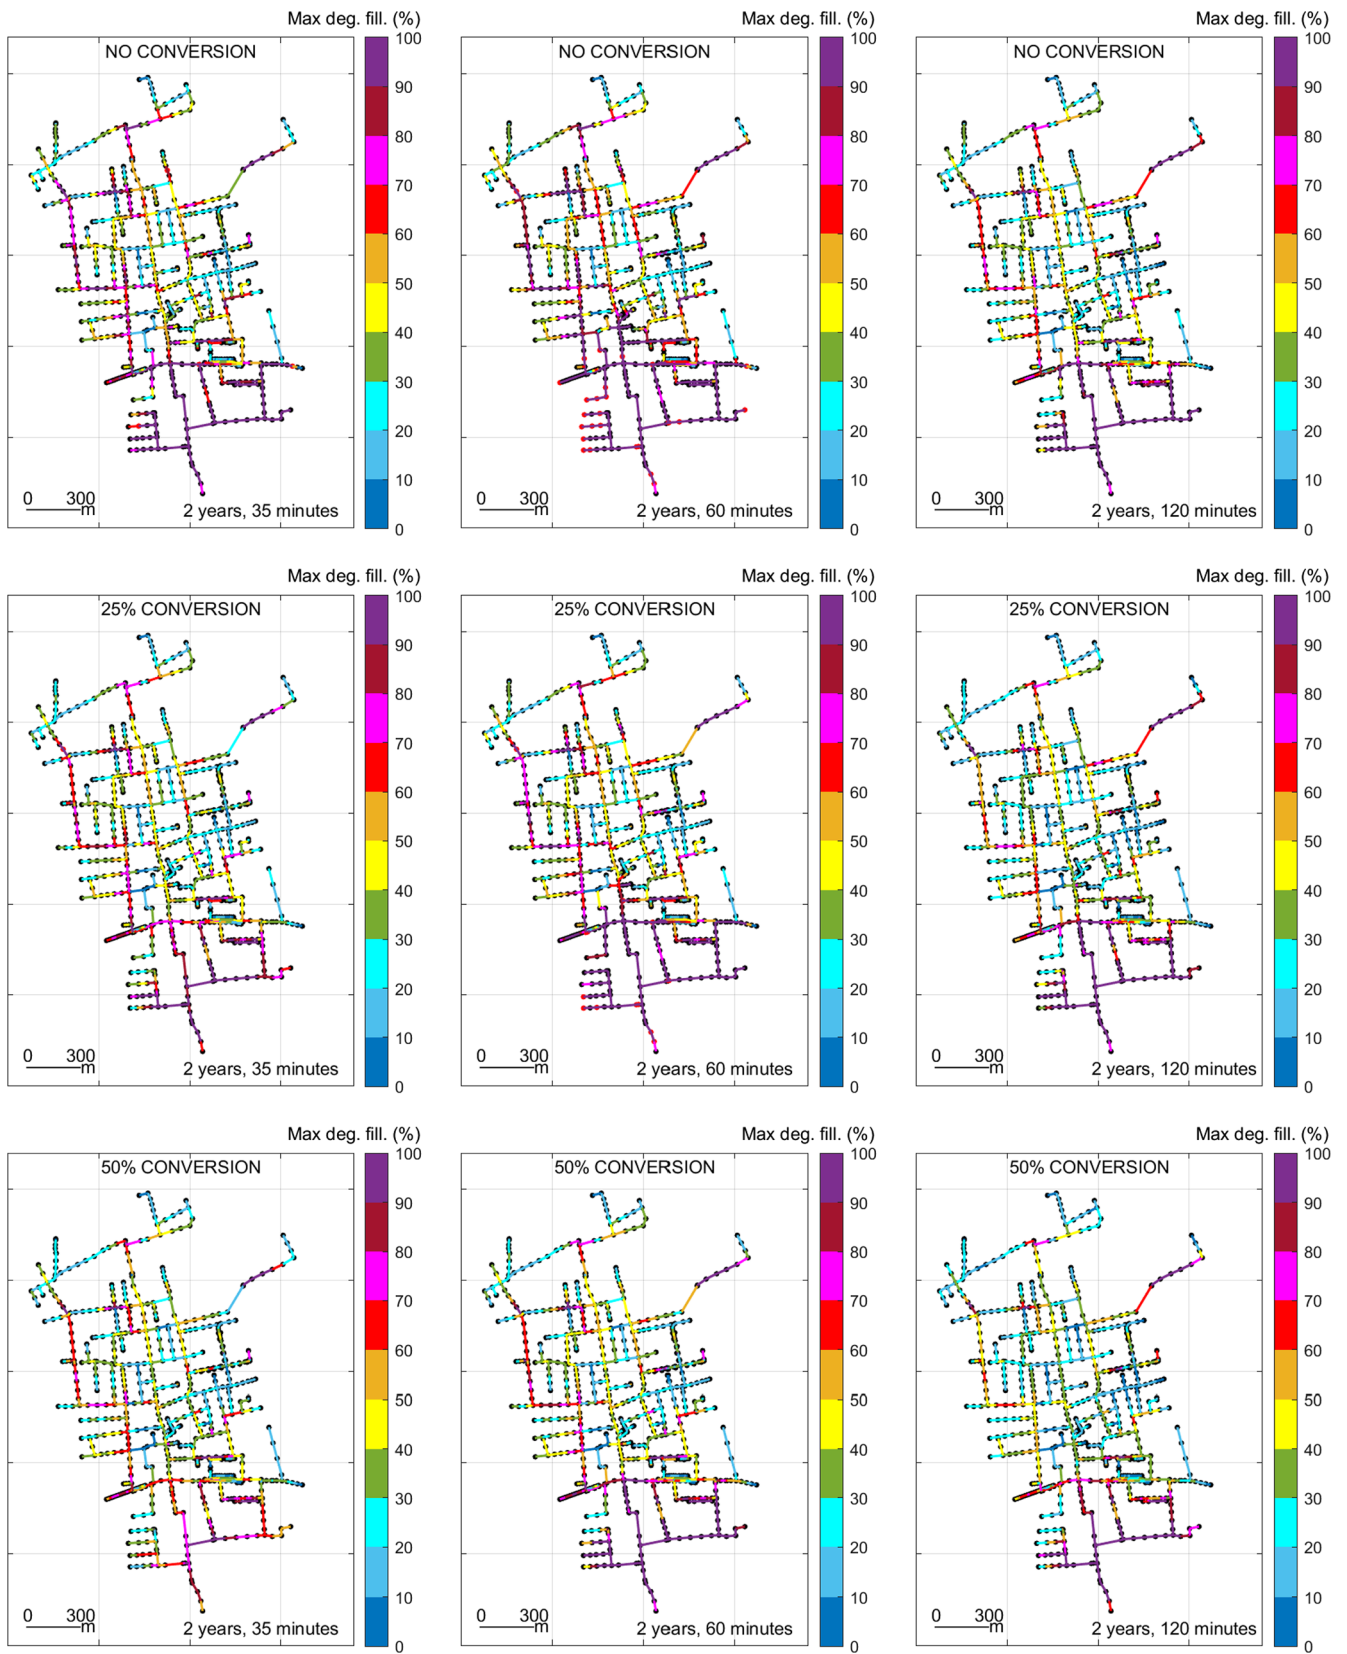 Max deg. fill. (%) Max deg. fill. (%) Max deg. fill. (%)
NO CONVERSION 100 NO CONVERSION 100 NO CONVERSION 100
90 90 90
80 80 80
70 70 70
60 60 60
50 50 50
40 40 40
30 30 30
20 20 20
10 10 10
0 300 0 300 0 300
m 2 years, 35 minutes m 2 years, 60 minutes m 2 years, 120 minutes
0 0 0
Max deg. fill. (%) Max deg. fill. (%) Max deg. fill. (%)
25% CONVERSION 100 25% CONVERSION 100 25% CONVERSION 100
90 90 90
80 80 80
70 70 70
60 60 60
50 50 50
40 40 40
30 30 30
20 20 20
10 10 10
0 300 0 300 0 300
m 2 years, 35 minutes m 2 years, 60 minutes m 2 years, 120 minutes
0 0 0
Max deg. fill. (%) Max deg. fill. (%) Max deg. fill. (%)
50% CONVERSION 100 50% CONVERSION 100 50% CONVERSION 100
90 90 90
80 80 80
70 70 70
60 60 60
50 50 50
40 40 40
30 30 30
20 20 20
10 10 10
0 300 0 300 0 300
m 2 years, 35 minutes m 2 years, 60 minutes m 2 years, 120 minutes
0 0 0